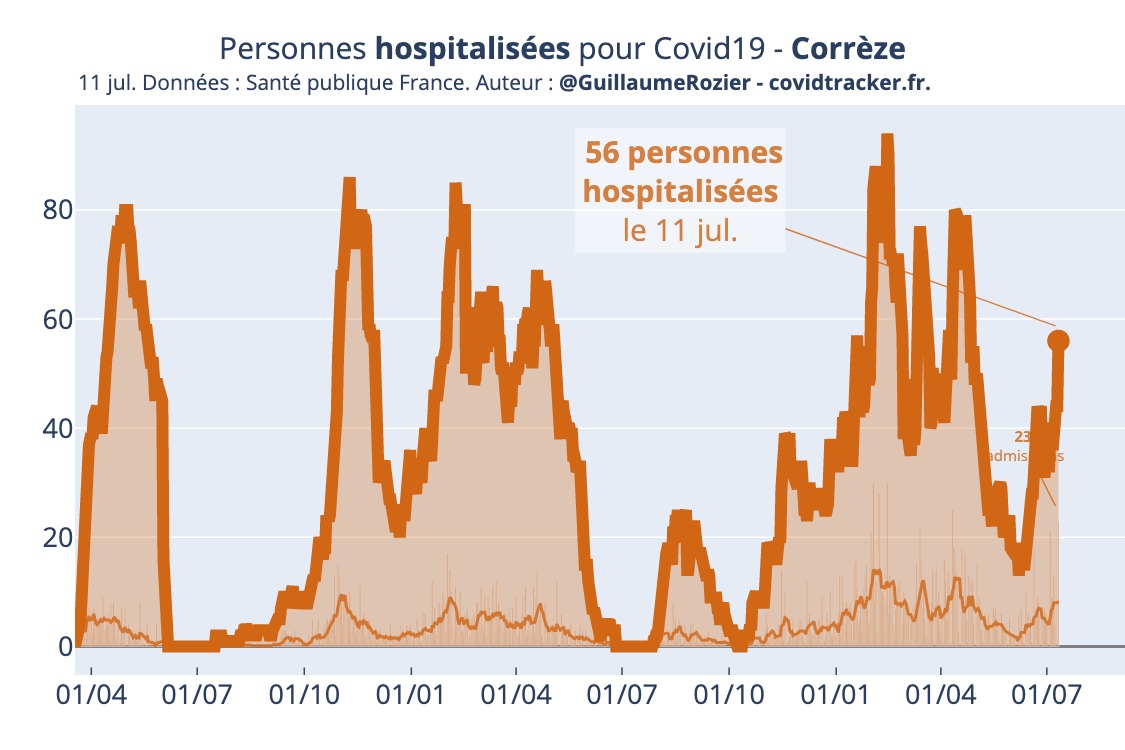 Personnes hospitalisées pour Covid19 - Corrèze
11 jul. Données : Santé publique France. Auteur : @GuillaumeRozier - covidtracker.fr.
56 personnes
hospitalisées
le 11 jul.
80
60
40
20
0
23
01/04 01/07 01/10 01/01 01/04 01/07 01/10 01/01 01/04 01/07